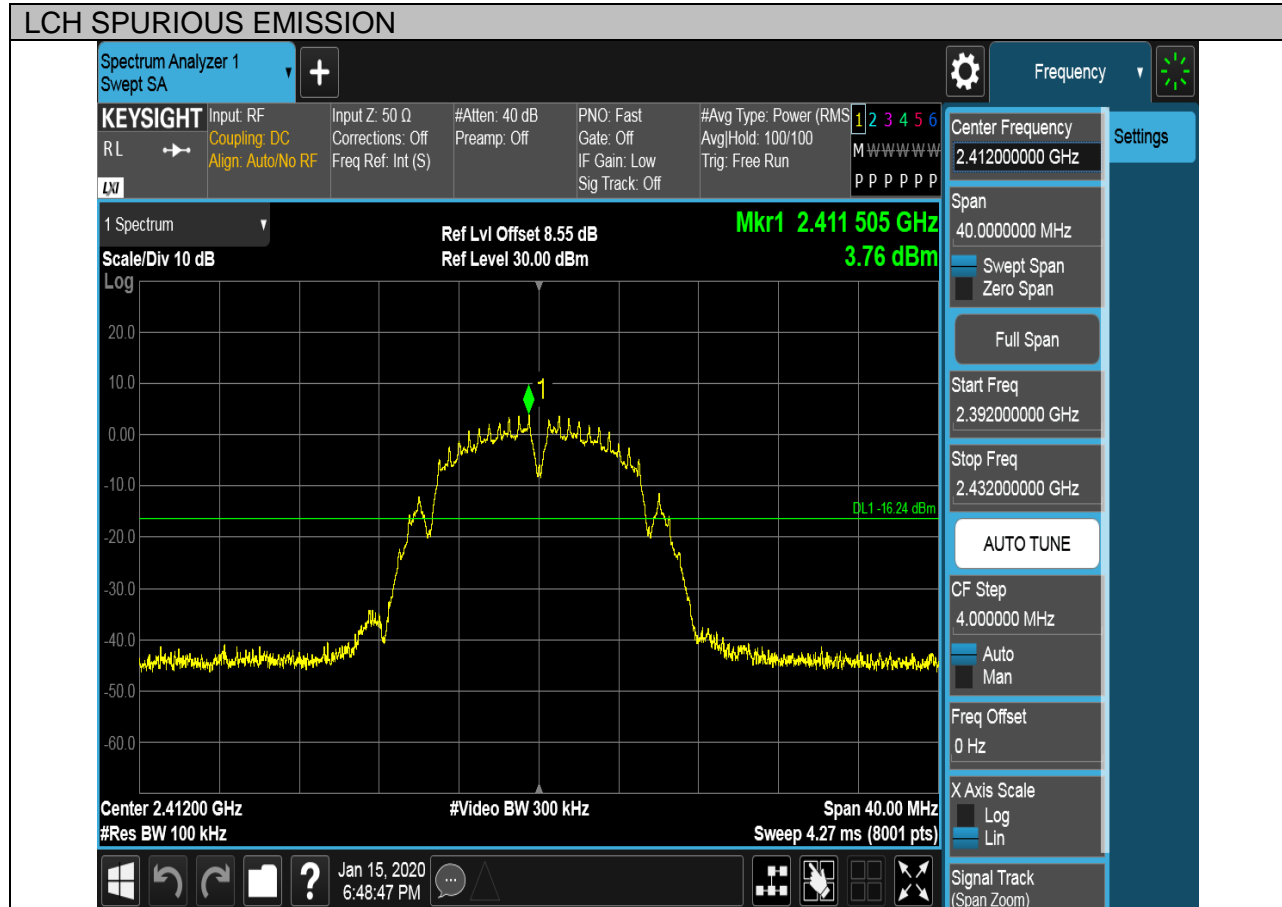 LCH SPURIOUS EMISSION
Spectrum Analyzer 1
Swept SA
+
Frequency
KEYSIGHT
RL
LXI
Input: RF
Coupling: DC
Align: Auto/No RF
Input Z: 50 Ω
Corrections: Off
Freq Ref: Int (S)
#Atten: 40 dB
Preamp: Off
PNO: Fast
Gate: Off
IF Gain: Low
Sig Track: Off
#Avg Type: Power (RMS
Avg|Hold: 100/100
Trig: Free Run
1 2 3 4 5 6
M W W W W W
P P P P P P
1 Spectrum
Scale/Div 10 dB
Log
Ref Lvl Offset 8.55 dB
Ref Level 30.00 dBm
Mkr1 2.411 505 GHz
3.76 dBm
20.0
10.0
0.00
-10.0
-20.0
-30.0
-40.0
-50.0
-60.0
1
DL1 -16.24 dBm
Center 2.41200 GHz
#Res BW 100 kHz
#Video BW 300 kHz
Span 40.00 MHz
Sweep 4.27 ms (8001 pts)
Center Frequency
2.412000000 GHz
Settings
Span
40.0000000 MHz
Swept Span
Zero Span
Full Span
Start Freq
2.392000000 GHz
Stop Freq
2.432000000 GHz
AUTO TUNE
CF Step
4.000000 MHz
Auto
Man
Freq Offset
0 Hz
X Axis Scale
Log
Lin
Signal Track
(Span Zoom)
?
Jan 15, 2020
6:48:47 PM